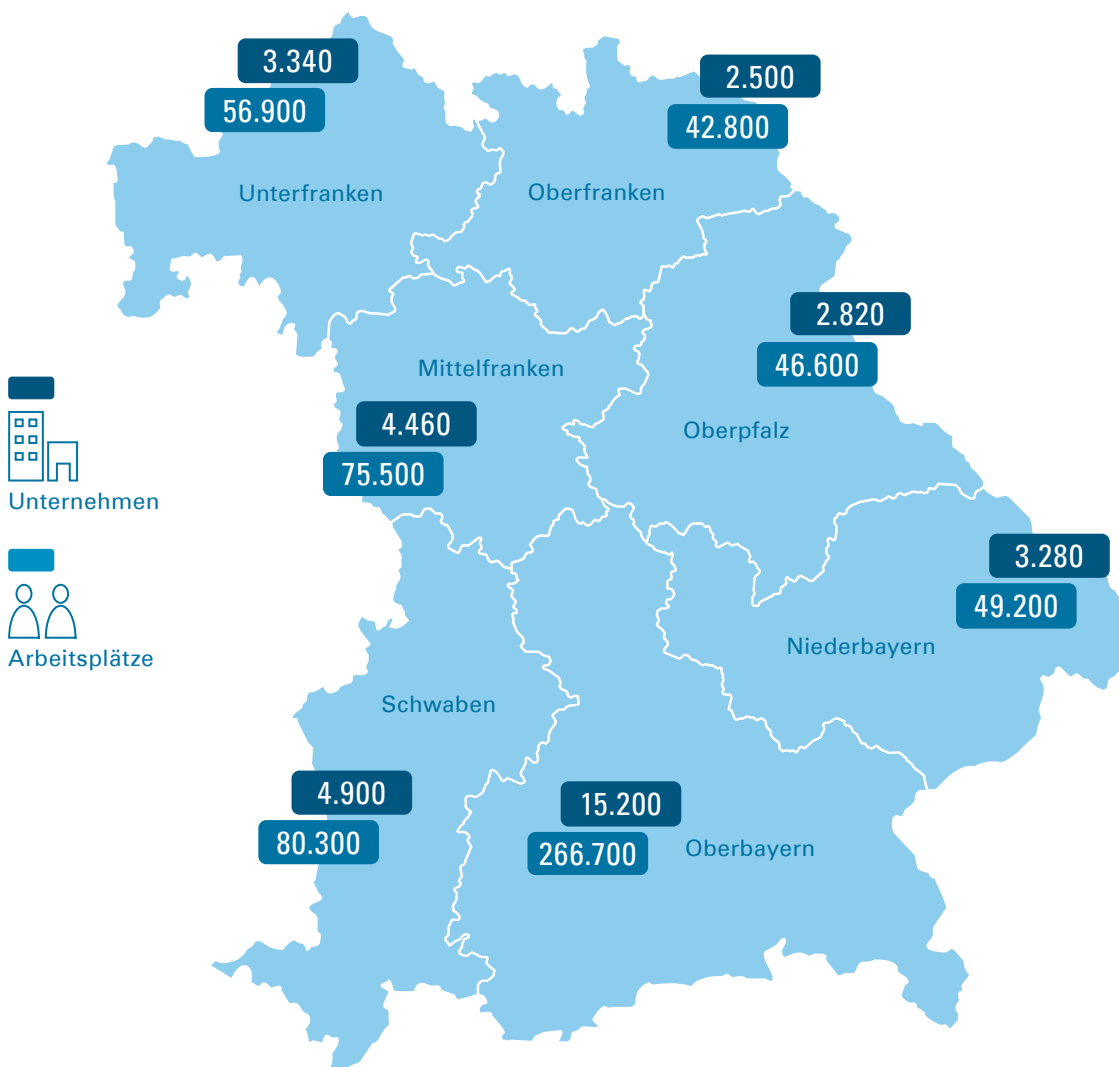 3.340
56.900
Unterfranken
2.500
42.800
Oberfranken
2.820
46.600
Oberpfalz
Mittelfranken
4.460
75.500
Unternehmen
Arbeitsplätze
3.280
49.200
Niederbayern
Schwaben
4.900
80.300
15.200
266.700
Oberbayern